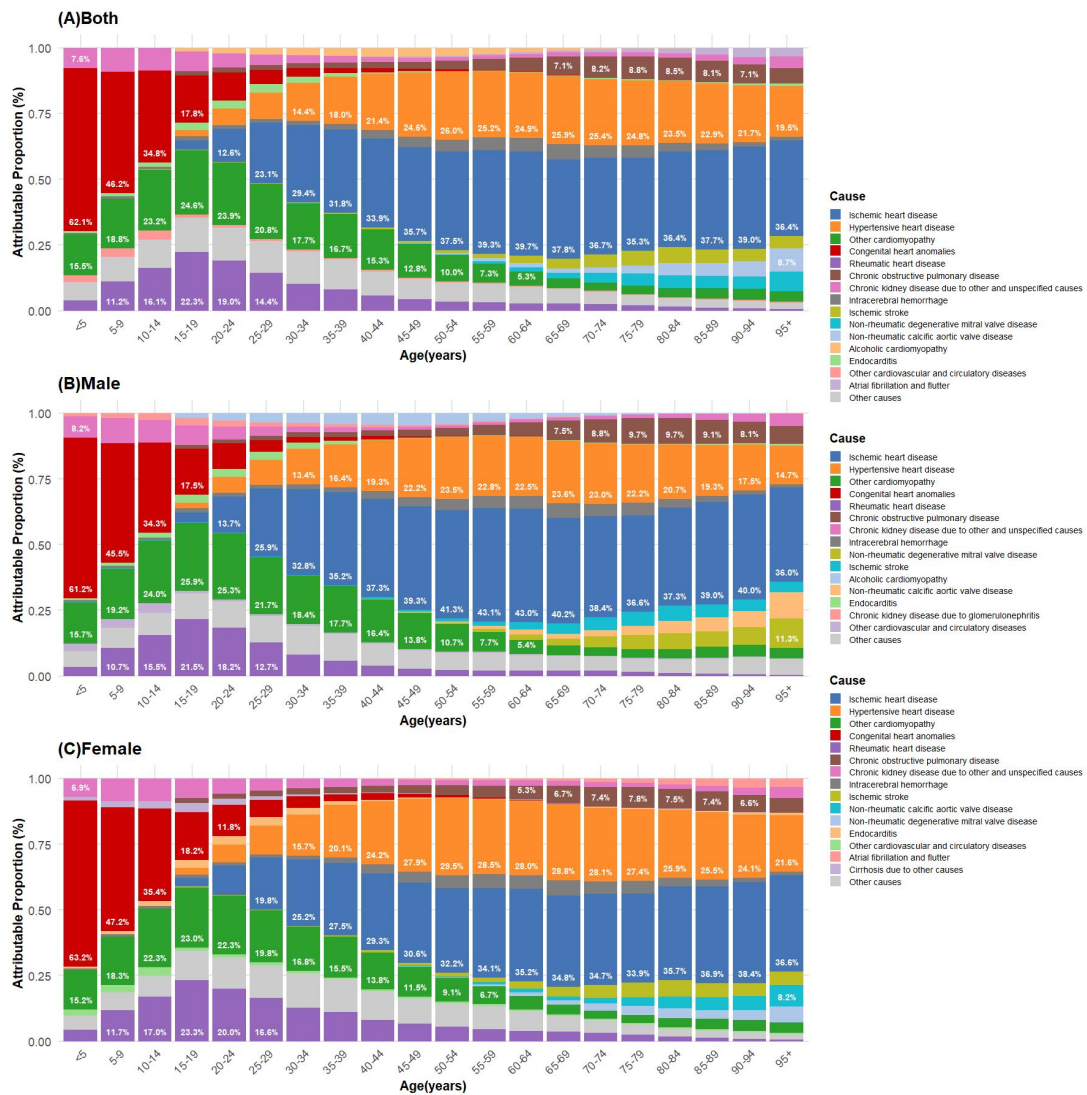 (A)Both
Attributable Proportion (%)
1.00
0.75
0.50
0.25
0.00
7.6% 7.1% 8.2% 8.8% 8.5% 8.1% 7.1%
17.8% 14.4% 18.0% 21.4% 24.6% 26.0% 25.2% 24.9% 25.9% 25.4% 24.8% 23.5% 22.9% 21.7% 19.5%
62.1% 46.2% 34.8% 12.6% 23.1% 29.4% 31.8% 33.9% 35.7% 37.5% 39.3% 39.7% 37.8% 36.7% 35.3% 36.4% 37.7% 39.0% 36.4%
15.5% 18.8% 23.2% 24.6% 23.9% 20.8% 17.7% 16.7% 15.3% 12.8% 10.0% 7.3% 5.3% 8.7%
11.2% 16.1% 22.3% 19.0% 14.4%
<5 5-9 10-14 15-19 20-24 25-29 30-34 35-39 40-44 45-49 50-54 55-59 60-64 65-69 70-74 75-79 80-84 85-89 90-94 95+
Age(years)
Cause
Ischemic heart disease
Hypertensive heart disease
Other cardiomyopathy
Congenital heart anomalies
Rheumatic heart disease
Chronic obstructive pulmonary disease
Chronic kidney disease due to other and unspecified causes
Intracerebral hemorrhage
Ischemic stroke
Non-rheumatic degenerative mitral valve disease
Non-rheumatic calcific aortic valve disease
Alcoholic cardiomyopathy
Endocarditis
Other cardiovascular and circulatory diseases
Atrial fibrillation and flutter
Other causes
(B)Male
Attributable Proportion (%)
1.00
0.75
0.50
0.25
0.00
8.2% 7.5% 8.8% 9.7% 9.7% 9.1% 8.1%
17.5% 13.4% 16.4% 19.3% 22.2% 23.5% 22.8% 22.5% 23.6% 23.0% 22.2% 20.7% 19.3% 17.5% 14.7%
61.2% 45.5% 34.3% 13.7% 25.9% 32.8% 35.2% 37.3% 39.3% 41.3% 43.1% 43.0% 40.2% 38.4% 36.6% 37.3% 39.0% 40.0% 36.0%
15.7% 19.2% 24.0% 25.9% 25.3% 21.7% 18.4% 17.7% 16.4% 13.8% 10.7% 7.7% 5.4% 11.3%
10.7% 15.5% 21.5% 18.2% 12.7%
<5 5-9 10-14 15-19 20-24 25-29 30-34 35-39 40-44 45-49 50-54 55-59 60-64 65-69 70-74 75-79 80-84 85-89 90-94 95+
Age(years)
Cause
Ischemic heart disease
Hypertensive heart disease
Other cardiomyopathy
Congenital heart anomalies
Rheumatic heart disease
Chronic obstructive pulmonary disease
Chronic kidney disease due to other and unspecified causes
Intracerebral hemorrhage
Non-rheumatic degenerative mitral valve disease
Ischemic stroke
Alcoholic cardiomyopathy
Non-rheumatic calcific aortic valve disease
Endocarditis
Chronic kidney disease due to glomerulonephritis
Other cardiovascular and circulatory diseases
Other causes
(C)Female
Attributable Proportion (%)
1.00
0.75
0.50
0.25
0.00
6.9% 5.3% 6.7% 7.4% 7.8% 7.5% 7.4% 6.6%
18.2% 11.8% 15.7% 20.1% 24.2% 27.9% 29.5% 28.5% 28.0% 28.8% 28.1% 27.4% 25.9% 25.5% 24.1% 21.6%
63.2% 47.2% 35.4% 19.8% 25.2% 27.5% 29.3% 30.6% 32.2% 34.1% 35.2% 34.8% 34.7% 33.9% 35.7% 36.9% 38.4% 36.6%
15.2% 18.3% 22.3% 23.0% 22.3% 19.8% 16.8% 15.5% 13.8% 11.5% 9.1% 6.7% 8.2%
11.7% 17.0% 23.3% 20.0% 16.6%
<5 5-9 10-14 15-19 20-24 25-29 30-34 35-39 40-44 45-49 50-54 55-59 60-64 65-69 70-74 75-79 80-84 85-89 90-94 95+
Age(years)
Cause
Ischemic heart disease
Hypertensive heart disease
Other cardiomyopathy
Congenital heart anomalies
Rheumatic heart disease
Chronic obstructive pulmonary disease
Chronic kidney disease due to other and unspecified causes
Intracerebral hemorrhage
Ischemic stroke
Non-rheumatic calcific aortic valve disease
Non-rheumatic degenerative mitral valve disease
Endocarditis
Other cardiovascular and circulatory diseases
Atrial fibrillation and flutter
Cirrhosis due to other causes
Other causes